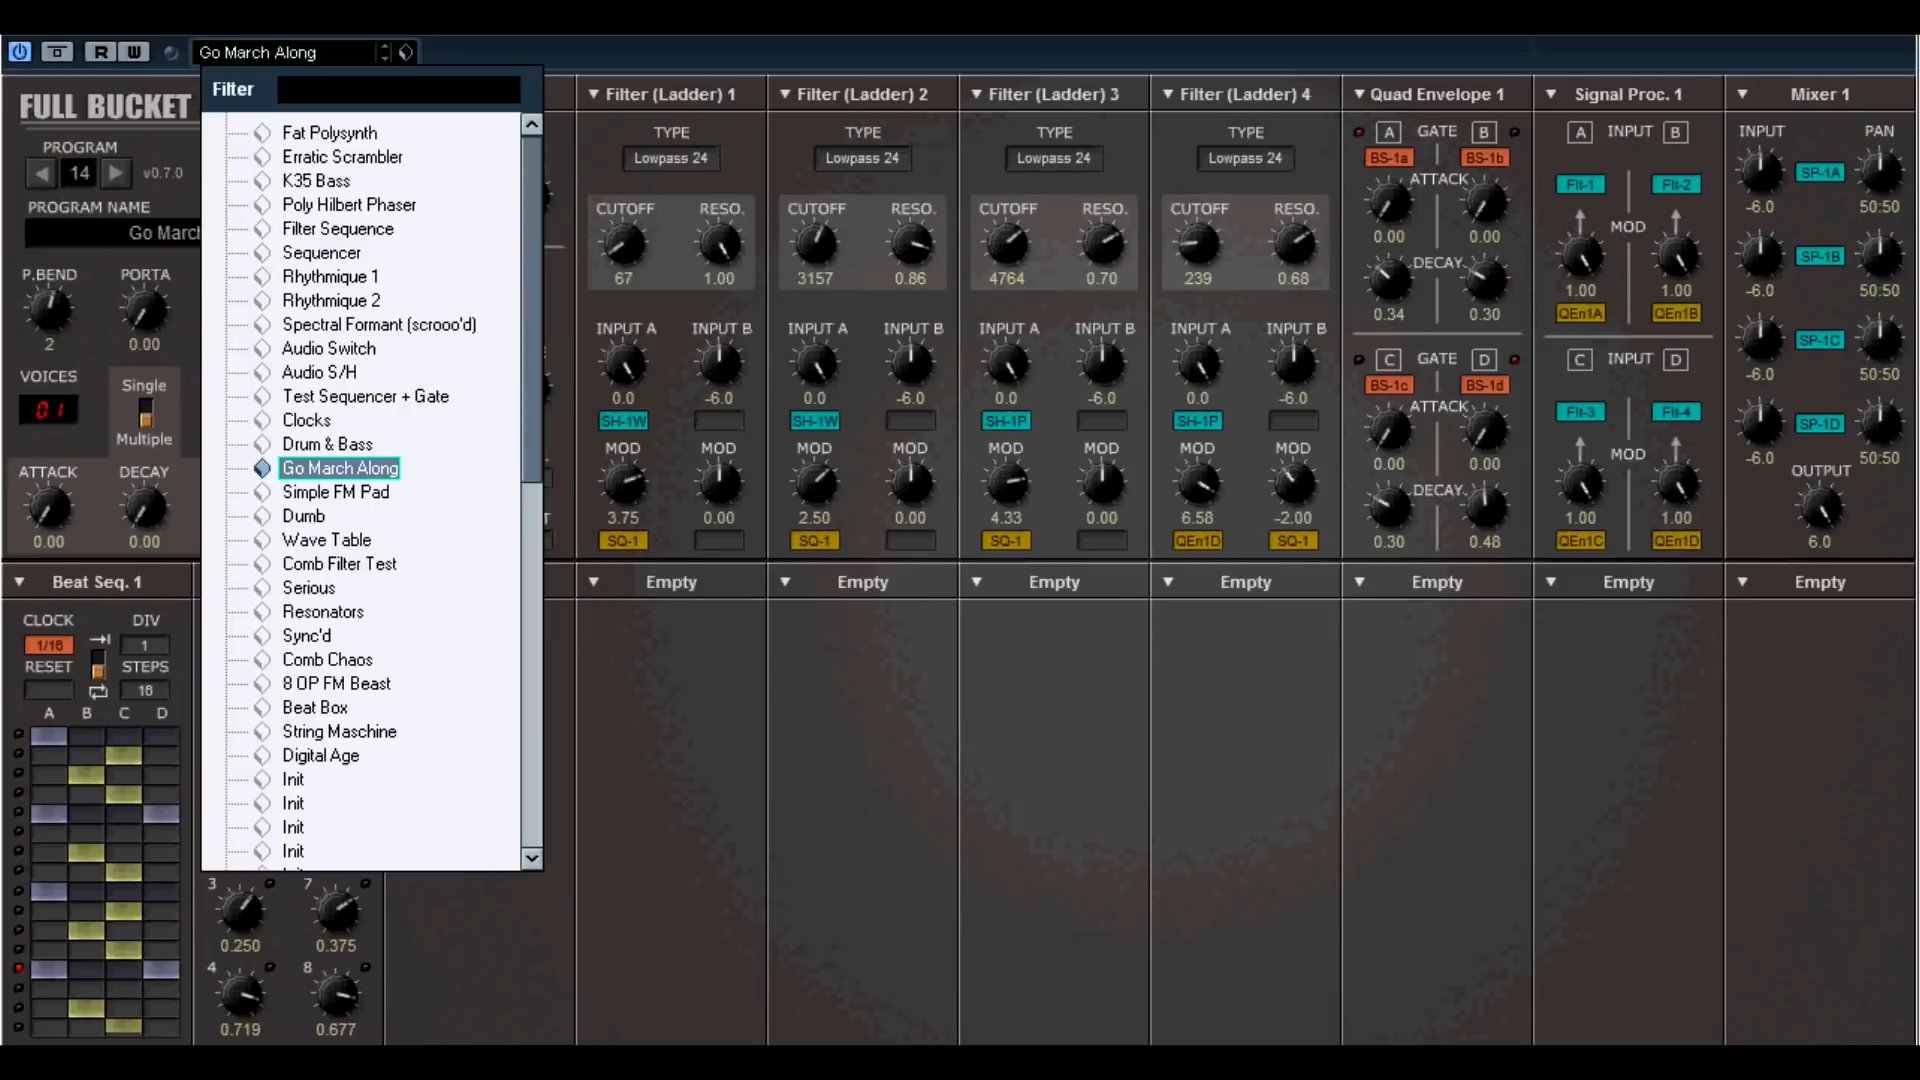 R W Go March Along
Filter
FULL BUCKET
PROGRAM
14 v0.7.0
PROGRAM NAME
Go March
P.BEND PORTA
2 0.00
VOICES Single
01
Multiple
ATTACK DECAY
0.00 0.00
Fat Polysynth
Erratic Scrambler
K35 Bass
Poly Hilbert Phaser
Filter Sequence
Sequencer
Rhythmique 1
Rhythmique 2
Spectral Formant (scrooo'd)
Audio Switch
Audio S/H
Test Sequencer + Gate
Clocks
Drum & Bass
Go March Along
Simple FM Pad
Dumb
Wave Table
Comb Filter Test
Serious
Resonators
Sync'd
Comb Chaos
8 OP FM Beast
Beat Box
String Maschine
Digital Age
Init
Init
Init
Init
Filter (Ladder) 1
TYPE
Lowpass 24
CUTOFF RESO.
67 1.00
INPUT A INPUT B
0.0 -6.0
SH-1W
MOD MOD
3.75 0.00
SQ-1
Filter (Ladder) 2
TYPE
Lowpass 24
CUTOFF RESO.
3157 0.86
INPUT A INPUT B
0.0 -6.0
SH-1W
MOD MOD
2.50 0.00
SQ-1
Filter (Ladder) 3
TYPE
Lowpass 24
CUTOFF RESO.
4764 0.70
INPUT A INPUT B
0.0 -6.0
SH-1P
MOD MOD
4.33 0.00
SQ-1
Filter (Ladder) 4
TYPE
Lowpass 24
CUTOFF RESO.
239 0.68
INPUT A INPUT B
0.0 -6.0
SH-1P
MOD MOD
6.58 -2.00
QEn1D SQ-1
Quad Envelope 1
A GATE B
BS-1a BS-1b
ATTACK
0.00 0.00
DECAY
0.34 0.30
C GATE D
BS-1c BS-1d
ATTACK
0.00 0.00
DECAY
0.30 0.48
Signal Proc. 1
A INPUT B
Flt-1 Flt-2
MOD
1.00 1.00
QEn1A QEn1B
C INPUT D
Flt-3 Flt-4
MOD
1.00 1.00
QEn1C QEn1D
Mixer 1
INPUT PAN
SP-1A
-6.0 50:50
SP-1B
-6.0 50:50
SP-1C
-6.0 50:50
SP-1D
-6.0 50:50
OUTPUT
6.0
Beat Seq. 1
CLOCK DIV
1/16 1
RESET STEPS
16
A B C D
3 7
0.250 0.375
4 8
0.719 0.677
Empty Empty Empty Empty Empty Empty Empty